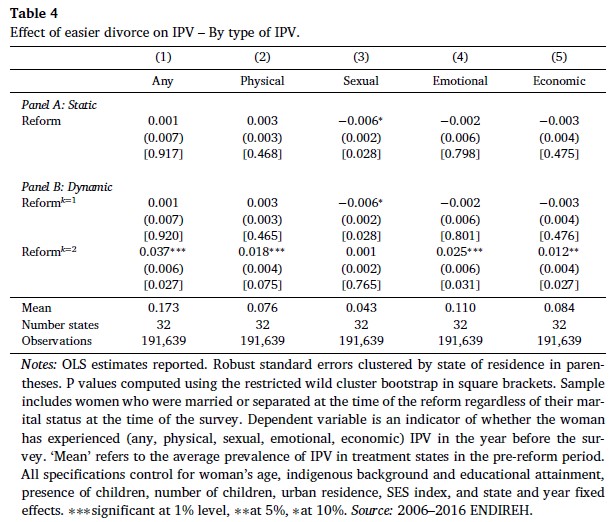 Table 4
Effect of easier divorce on IPV – By type of IPV.
(1) (2) (3) (4) (5)
Any Physical Sexual Emotional Economic
Panel A: Static
Reform 0.001 0.003 −0.006* −0.002 −0.003
(0.007) (0.003) (0.002) (0.006) (0.004)
[0.917] [0.468] [0.028] [0.798] [0.475]
Panel B: Dynamic
Reformᵏ⁼¹ 0.001 0.003 −0.006* −0.002 −0.003
(0.007) (0.003) (0.002) (0.006) (0.004)
[0.920] [0.465] [0.028] [0.801] [0.476]
Reformᵏ⁼² 0.037*** 0.018*** 0.001 0.025*** 0.012**
(0.006) (0.004) (0.002) (0.006) (0.004)
[0.027] [0.075] [0.765] [0.031] [0.027]
Mean 0.173 0.076 0.043 0.110 0.084
Number states 32 32 32 32 32
Observations 191,639 191,639 191,639 191,639 191,639
Notes: OLS estimates reported. Robust standard errors clustered by state of residence in paren-
theses. P values computed using the restricted wild cluster bootstrap in square brackets. Sample
includes women who were married or separated at the time of the reform regardless of their mar-
ital status at the time of the survey. Dependent variable is an indicator of whether the woman
has experienced (any, physical, sexual, emotional, economic) IPV in the year before the sur-
vey. ‘Mean’ refers to the average prevalence of IPV in treatment states in the pre-reform period.
All specifications control for woman's age, indigenous background and educational attainment,
presence of children, number of children, urban residence, SES index, and state and year fixed
effects. ∗∗∗significant at 1% level, ∗∗at 5%, ∗at 10%. Source: 2006–2016 ENDIREH.